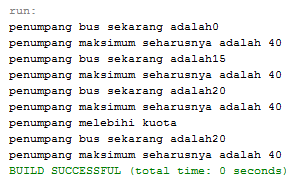 run:
penumpang bus sekarang adalah0
penumpang maksimum seharusnya adalah 40
penumpang bus sekarang adalah15
penumpang maksimum seharusnya adalah 40
penumpang bus sekarang adalah20
penumpang maksimum seharusnya adalah 40
penumpang melebihi kuota
penumpang bus sekarang adalah20
penumpang maksimum seharusnya adalah 40
BUILD SUCCESSFUL (total time: 0 seconds)